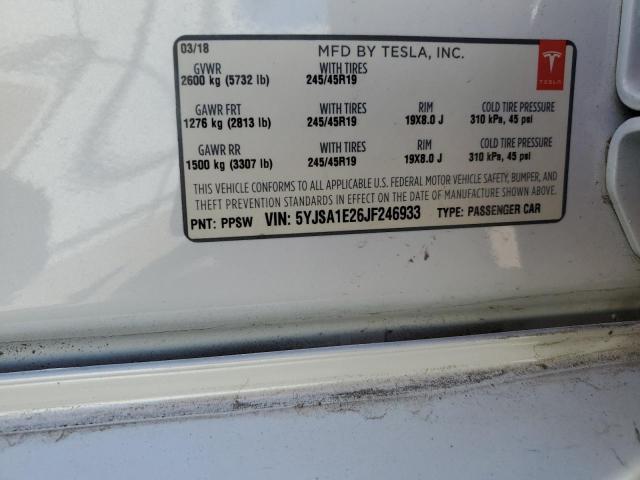 03/18 MFD BY TESLA, INC.
GVWR WITH TIRES
2600 kg (5732 lb) 245/45R19
TESLA
GAWR FRT WITH TIRES RIM COLD TIRE PRESSURE
1276 kg (2813 lb) 245/45R19 19X8.0 J 310 kPa, 45 psi
GAWR RR WITH TIRES RIM COLD TIRE PRESSURE
1500 kg (3307 lb) 245/45R19 19X8.0 J 310 kPa, 45 psi
THIS VEHICLE CONFORMS TO ALL APPLICABLE U.S. FEDERAL MOTOR VEHICLE SAFETY, BUMPER, AND
THEFT PREVENTION STANDARDS IN EFFECT ON THE DATE OF MANUFACTURE SHOWN ABOVE.
PNT: PPSW VIN: 5YJSA1E26JF246933 TYPE: PASSENGER CAR